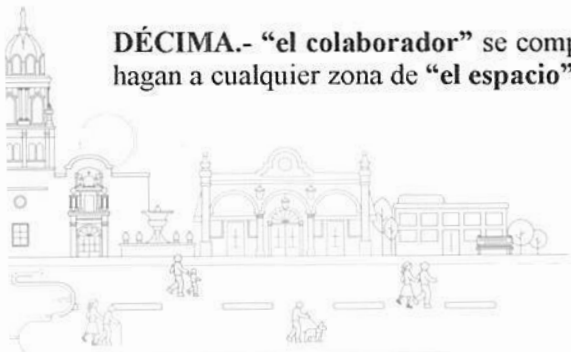 DÉCIMA.- “el colaborador” se comp
hagan a cualquier zona de “el espacio”